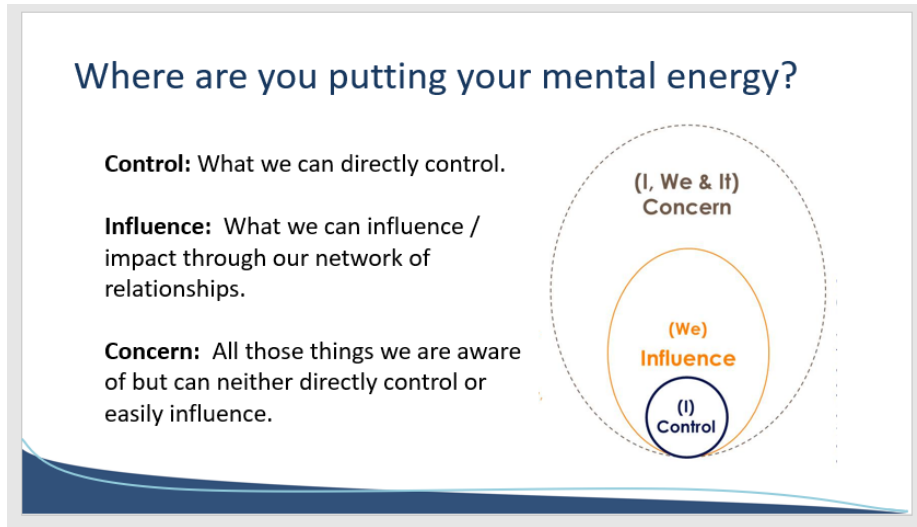 Where are you putting your mental energy?
Control: What we can directly control.
Influence:  What we can influence /
impact through our network of
relationships.
Concern:  All those things we are aware
of but can neither directly control or
easily influence.
(I, We & It)
Concern
(We)
Influence
(I)
Control